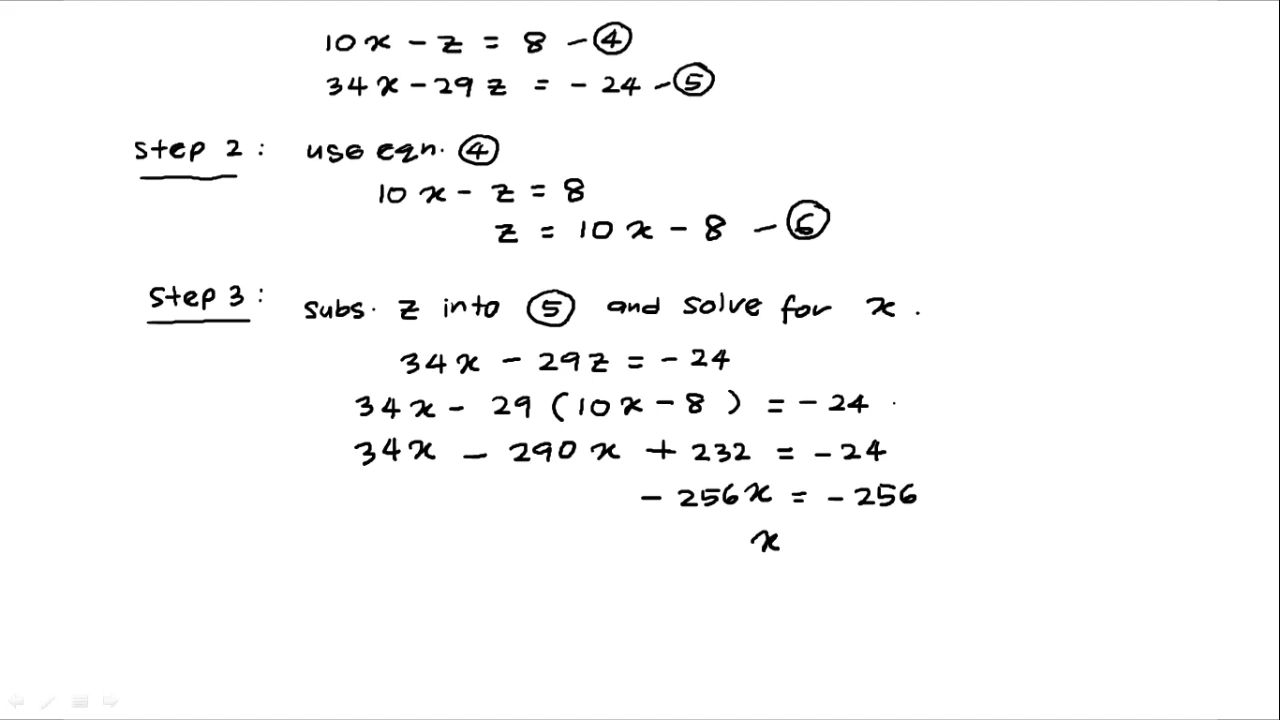 10x - z = 8 - ④
34x - 29z = -24 - ⑤
step 2 : use eqn. ④
10x - z = 8
z = 10x - 8 - ⑥
Step 3 : subs. z into ⑤ and solve for x.
34x - 29z = -24
34x - 29(10x - 8) = -24
34x - 290x + 232 = -24
-256x = -256
x